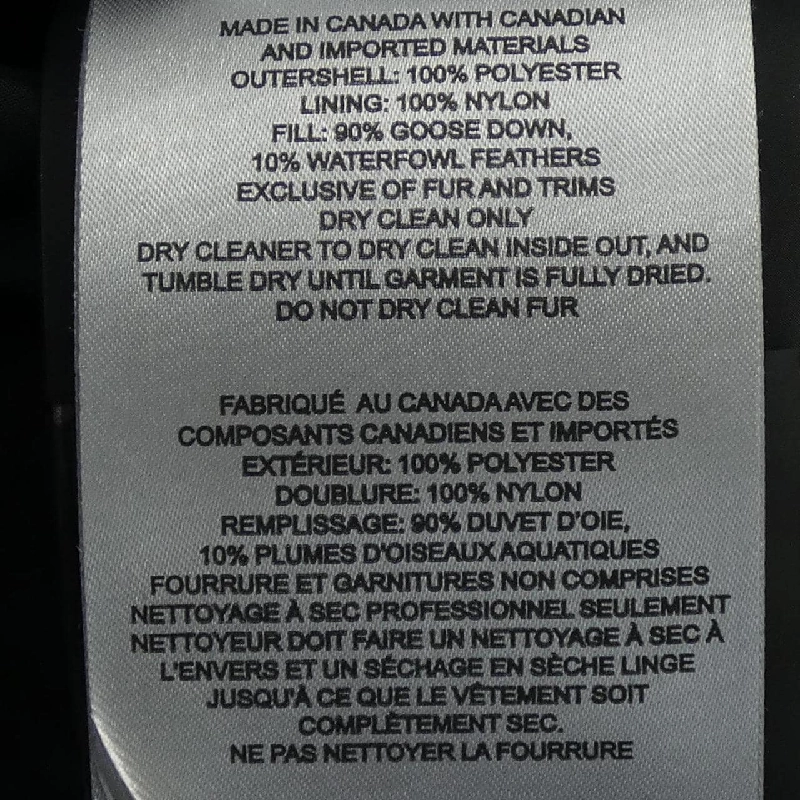 MADE IN CANADA WITH CANADIAN
AND IMPORTED MATERIALS
OUTERSHELL: 100% POLYESTER
LINING: 100% NYLON
FILL: 90% GOOSE DOWN,
10% WATERFOWL FEATHERS
EXCLUSIVE OF FUR AND TRIMS
DRY CLEAN ONLY
DRY CLEANER TO DRY CLEAN INSIDE OUT, AND
TUMBLE DRY UNTIL GARMENT IS FULLY DRIED.
DO NOT DRY CLEAN FUR
FABRIQUÉ AU CANADA AVEC DES
COMPOSANTS CANADIENS ET IMPORTÉS
EXTÉRIEUR: 100% POLYESTER
DOUBLURE: 100% NYLON
REMPLISSAGE: 90% DUVET D'OIE,
10% PLUMES D'OISEAUX AQUATIQUES
FOURRURE ET GARNITURES NON COMPRISES
NETTOYAGE À SEC PROFESSIONNEL SEULEMENT
NETTOYEUR DOIT FAIRE UN NETTOYAGE À SEC À
L'ENVERS ET UN SÉCHAGE EN SÈCHE LINGE
JUSQU'À CE QUE LE VÊTEMENT SOIT
COMPLÈTEMENT SEC.
NE PAS NETTOYER LA FOURRURE